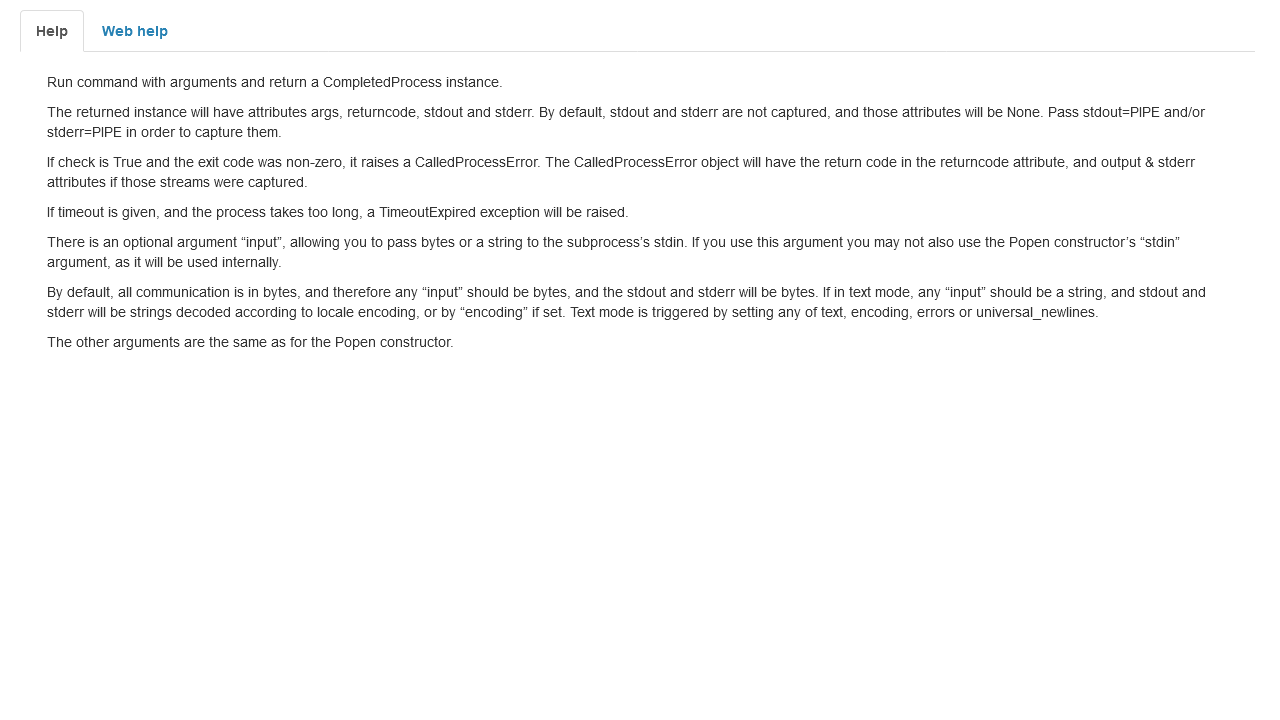 Help
Web help
Run command with arguments and return a CompletedProcess instance.
The returned instance will have attributes args, returncode, stdout and stderr. By default, stdout and stderr are not captured, and those attributes will be None. Pass stdout=PIPE and/or
stderr=PIPE in order to capture them.
If check is True and the exit code was non-zero, it raises a CalledProcessError. The CalledProcessError object will have the return code in the returncode attribute, and output & stderr
attributes if those streams were captured.
If timeout is given, and the process takes too long, a TimeoutExpired exception will be raised.
There is an optional argument “input”, allowing you to pass bytes or a string to the subprocess’s stdin. If you use this argument you may not also use the Popen constructor’s “stdin”
argument, as it will be used internally.
By default, all communication is in bytes, and therefore any “input” should be bytes, and the stdout and stderr will be bytes. If in text mode, any “input” should be a string, and stdout and
stderr will be strings decoded according to locale encoding, or by “encoding” if set. Text mode is triggered by setting any of text, encoding, errors or universal_newlines.
The other arguments are the same as for the Popen constructor.